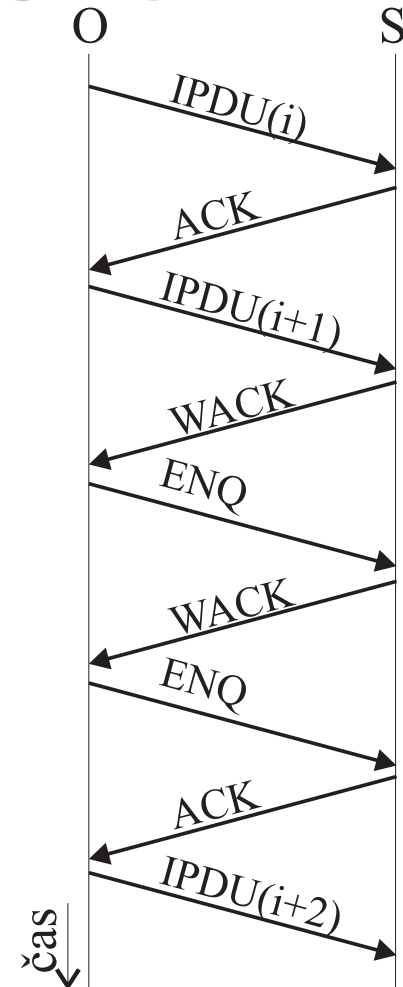 O S
IPDU(i)
ACK
IPDU(i+1)
WACK
ENQ
WACK
ENQ
ACK
IPDU(i+2)
čas